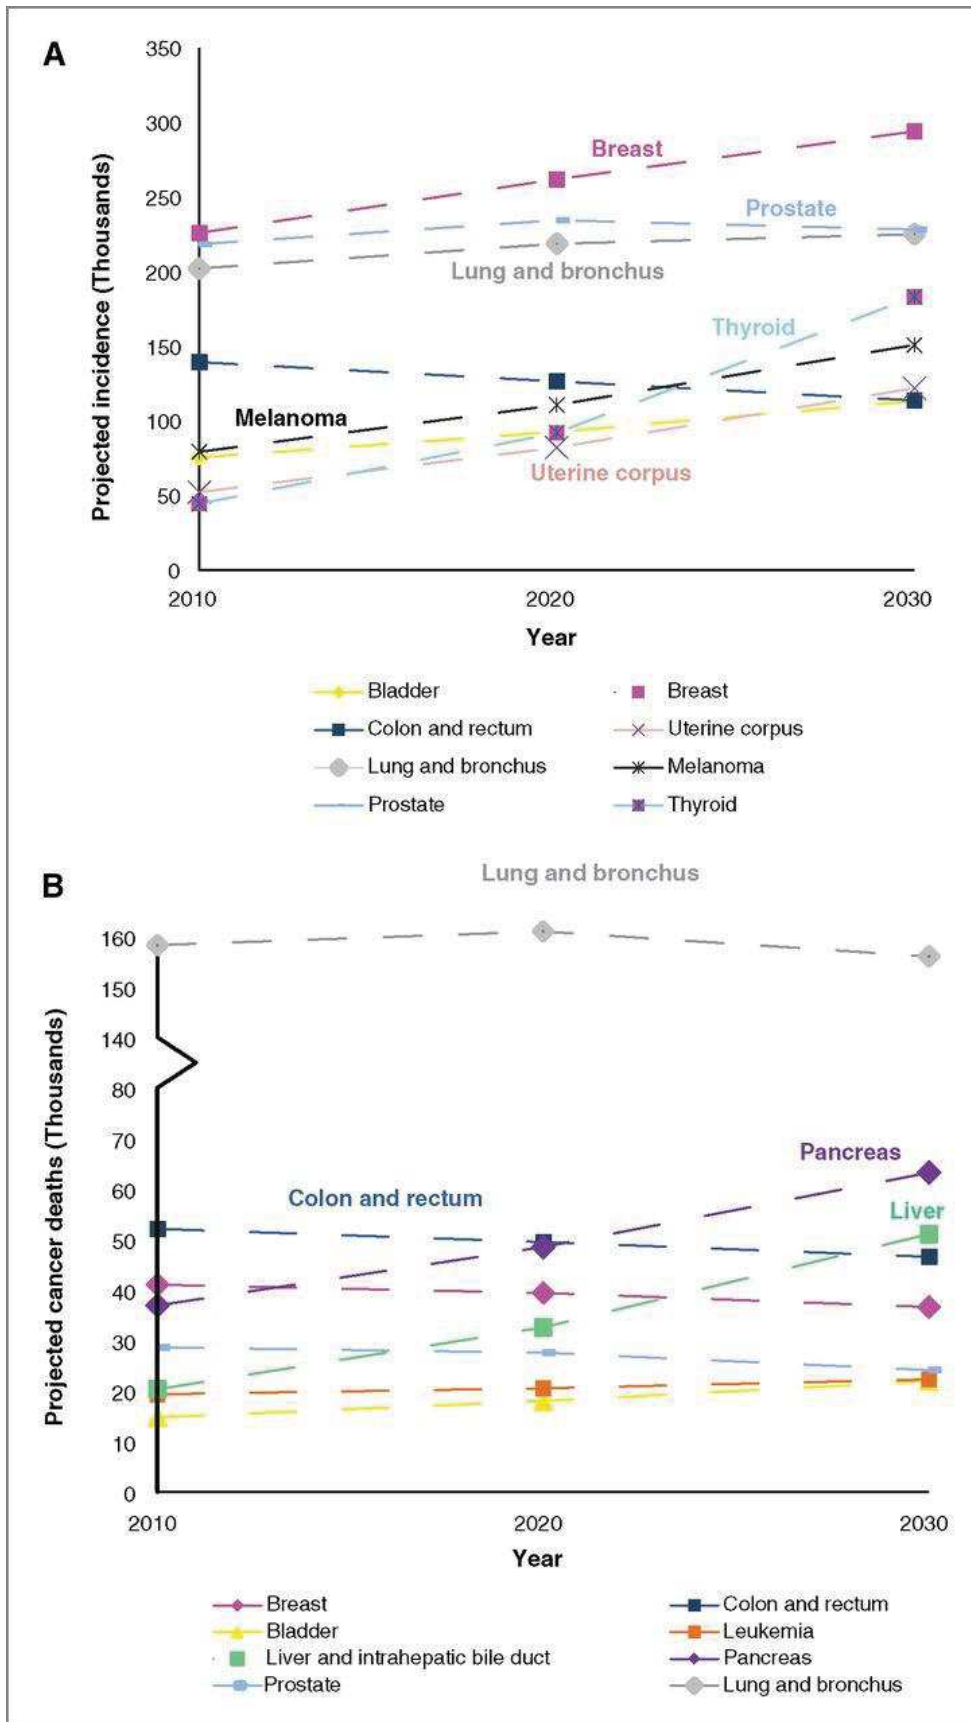 A
350
300
250
200
150
100
50
0
Projected incidence (Thousands)
Breast
Prostate
Lung and bronchus
Thyroid
Melanoma
Uterine corpus
2010 2020 2030
Year
Bladder Breast
Colon and rectum Uterine corpus
Lung and bronchus Melanoma
Prostate Thyroid
B
Lung and bronchus
160
150
140
80
70
60
50
40
30
20
10
0
Projected cancer deaths (Thousands)
Pancreas
Colon and rectum
Liver
2010 2020 2030
Year
Breast Colon and rectum
Bladder Leukemia
Liver and intrahepatic bile duct Pancreas
Prostate Lung and bronchus